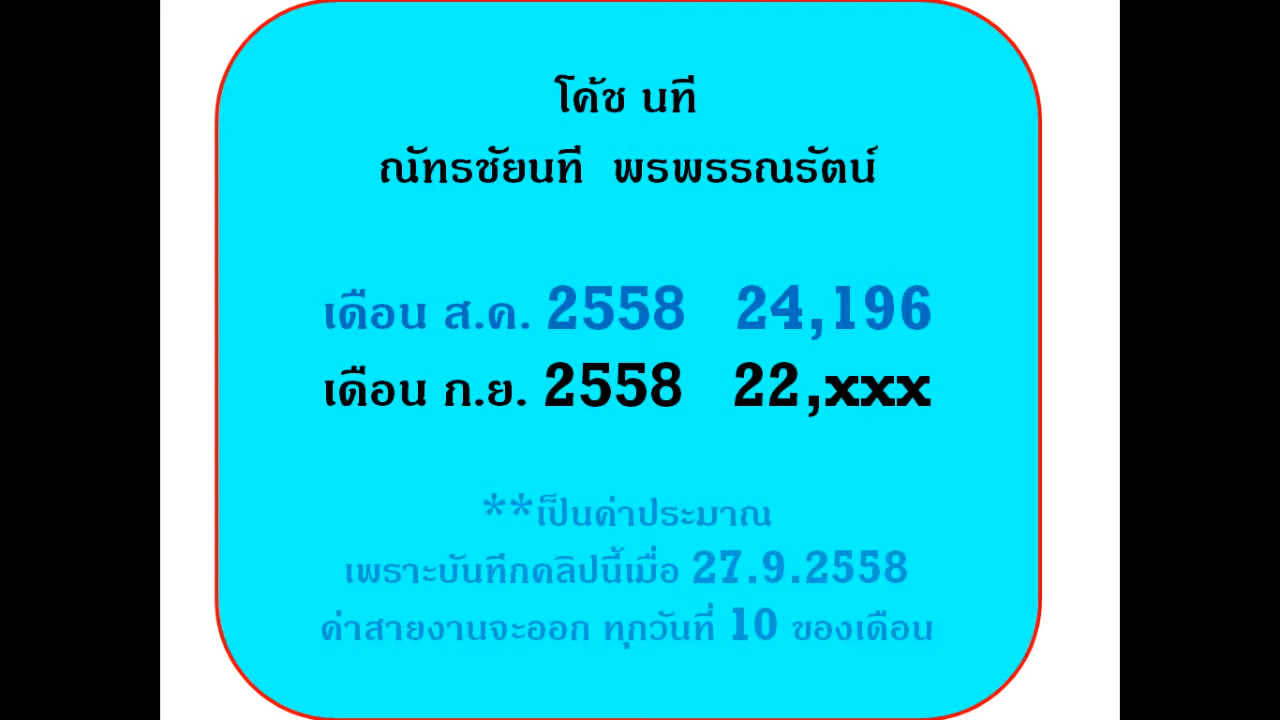 โค้ช นที
ณัทรชัยนที พรพรรณรัตน์
เดือน ส.ค. 2558 24,196
เดือน ก.ย. 2558 22,xxx
**เป็นค่าประมาณ
เพราะบันทึกคลิปนี้เมื่อ 27.9.2558
ค่าสายงานจะออก ทุกวันที่ 10 ของเดือน